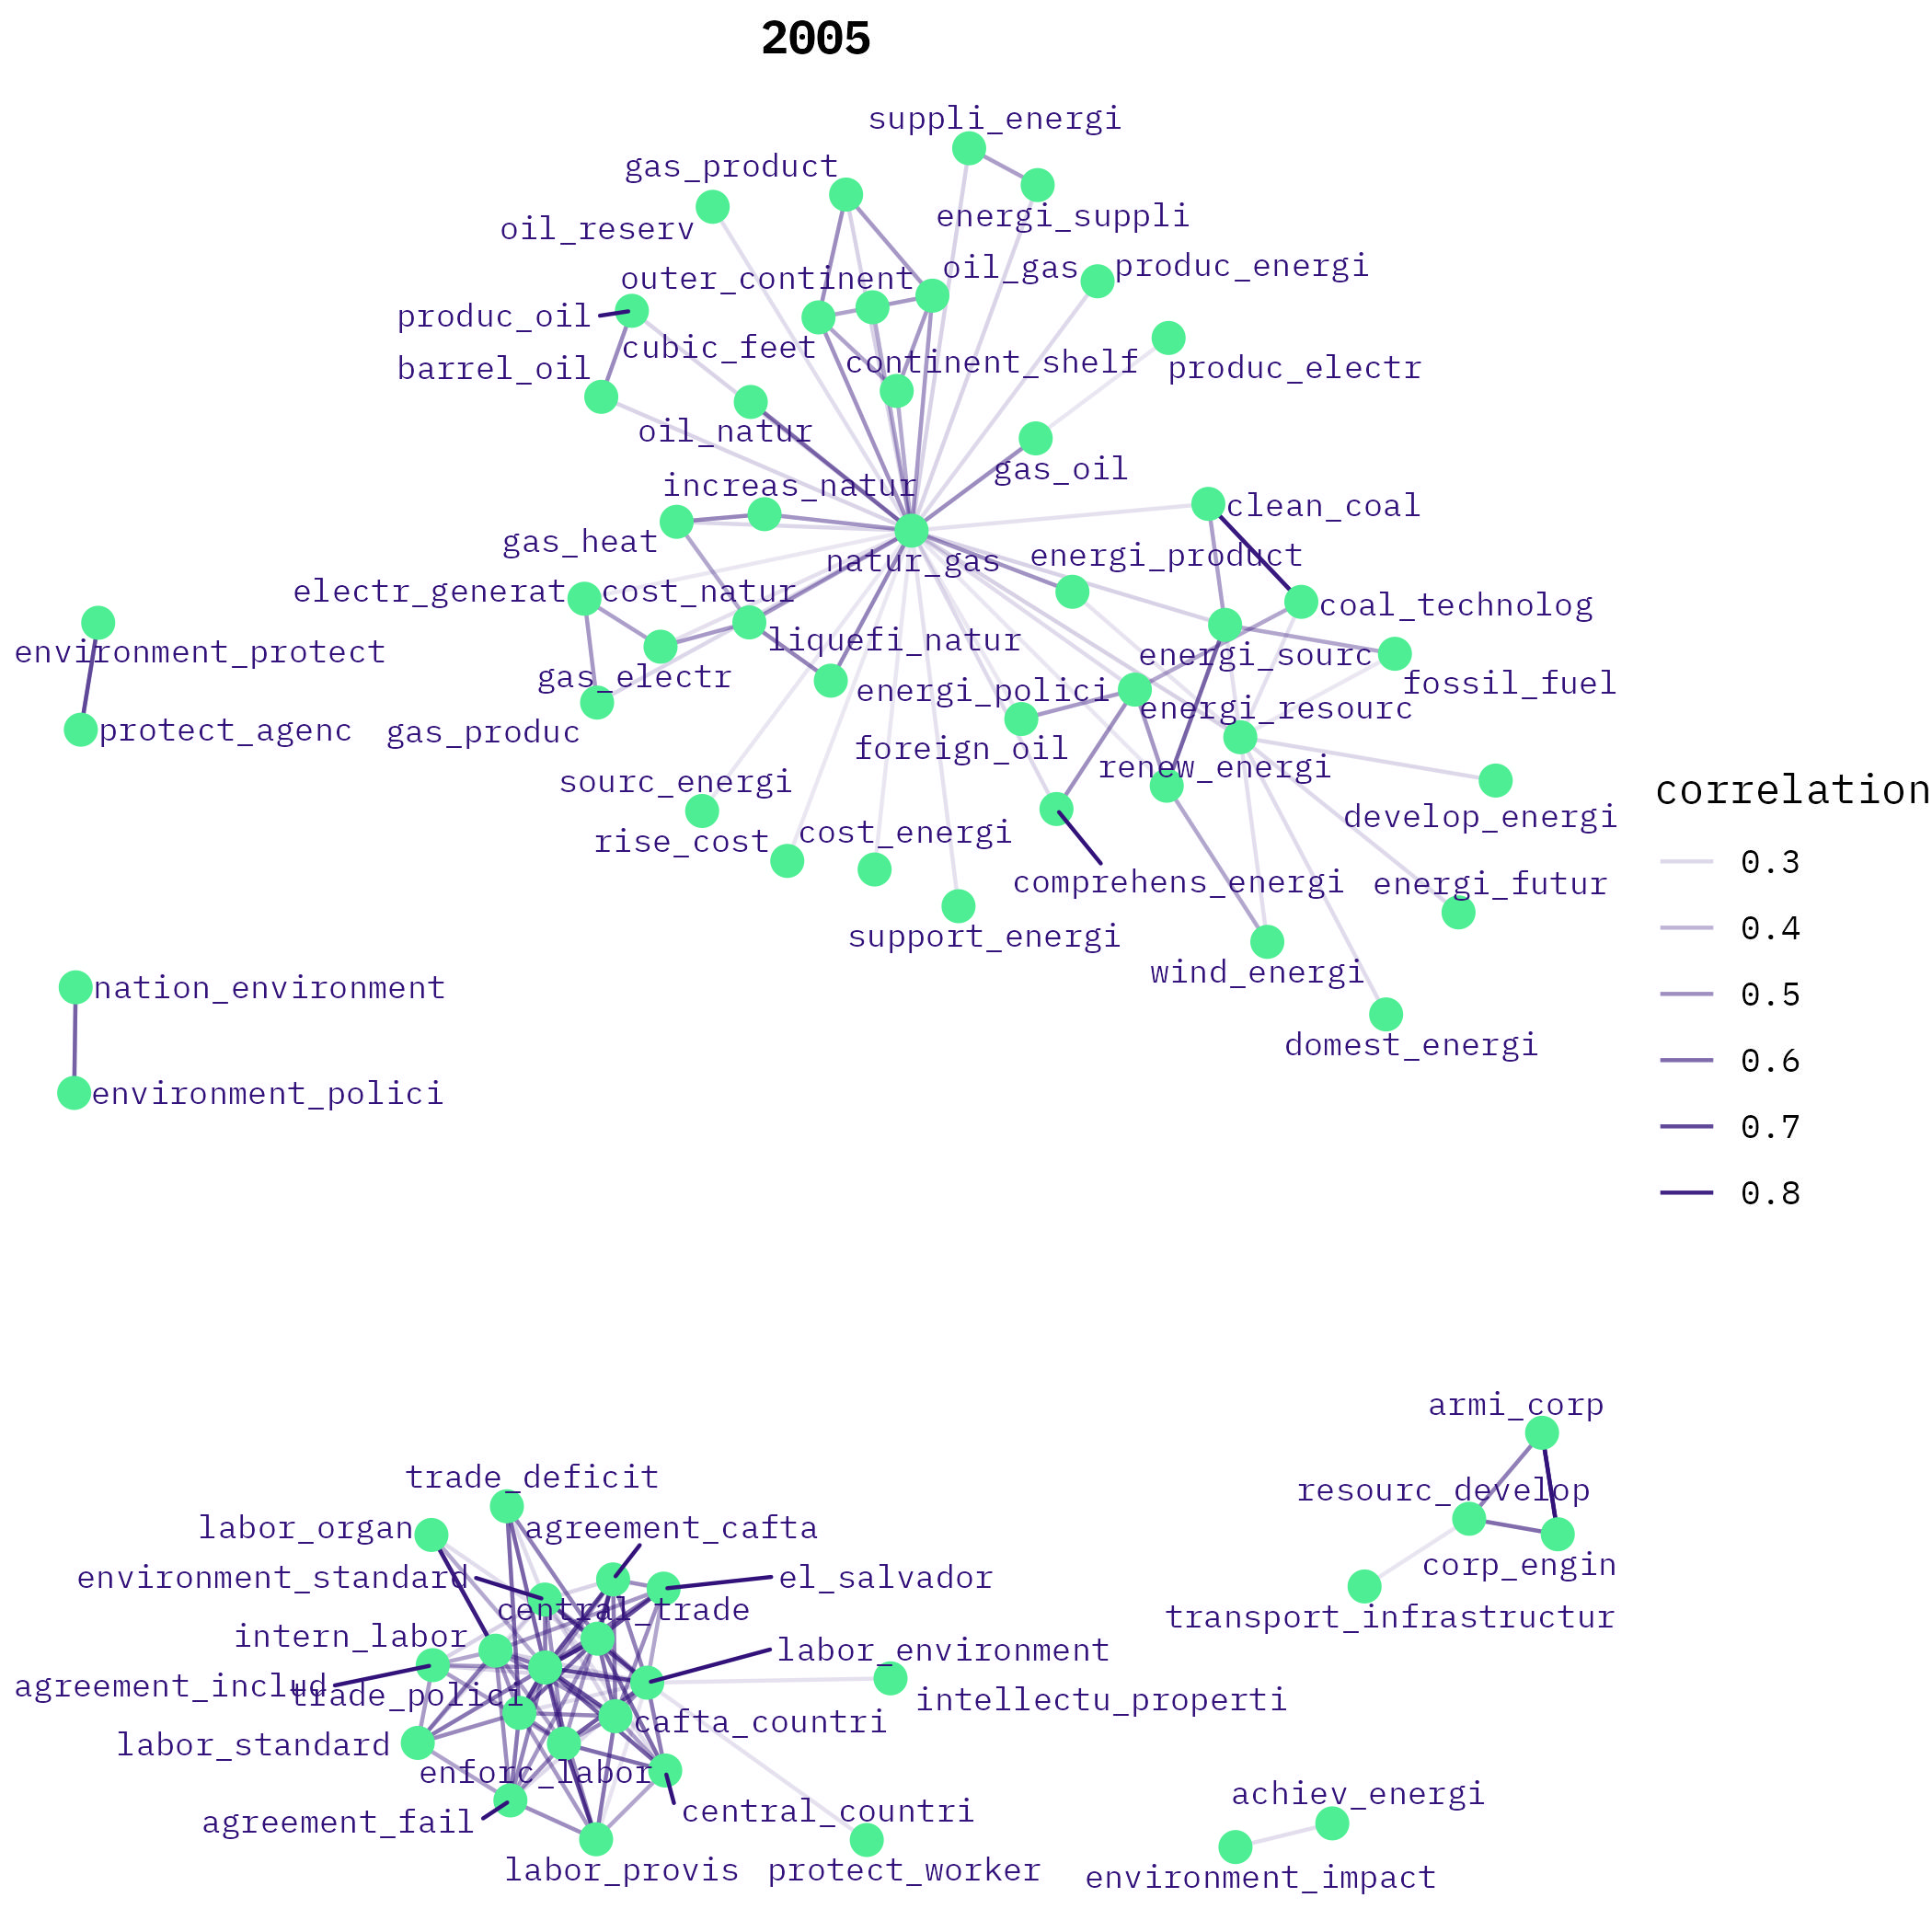 2005
suppli_energi
gas_product
energi_suppli
oil_reserv
outer_continent
oil_gas
produc_energi
produc_oil
cubic_feet
continent_shelf
barrel_oil
produc_electr
oil_natur
gas_oil
increas_natur
clean_coal
gas_heat
natur_gas
energi_product
electr_generat
cost_natur
coal_technolog
environment_protect
liquefi_natur
energi_sourc
gas_electr
energi_polici
fossil_fuel
protect_agenc
gas_produc
energi_resourc
foreign_oil
renew_energi
sourc_energi
correlation
develop_energi
rise_cost
cost_energi
0.3
comprehens_energi
energi_futur
0.4
support_energi
wind_energi
nation_environment
0.5
domest_energi
0.6
environment_polici
0.7
0.8
armi_corp
trade_deficit
resourc_develop
labor_organ
agreement_cafta
corp_engin
environment_standard
el_salvador
central_trade
transport_infrastructur
intern_labor
labor_environment
agreement_includ
trade_polici
intellectu_properti
cafta_countri
labor_standard
enforc_labor
achiev_energi
central_countri
agreement_fail
labor_provis
protect_worker
environment_impact